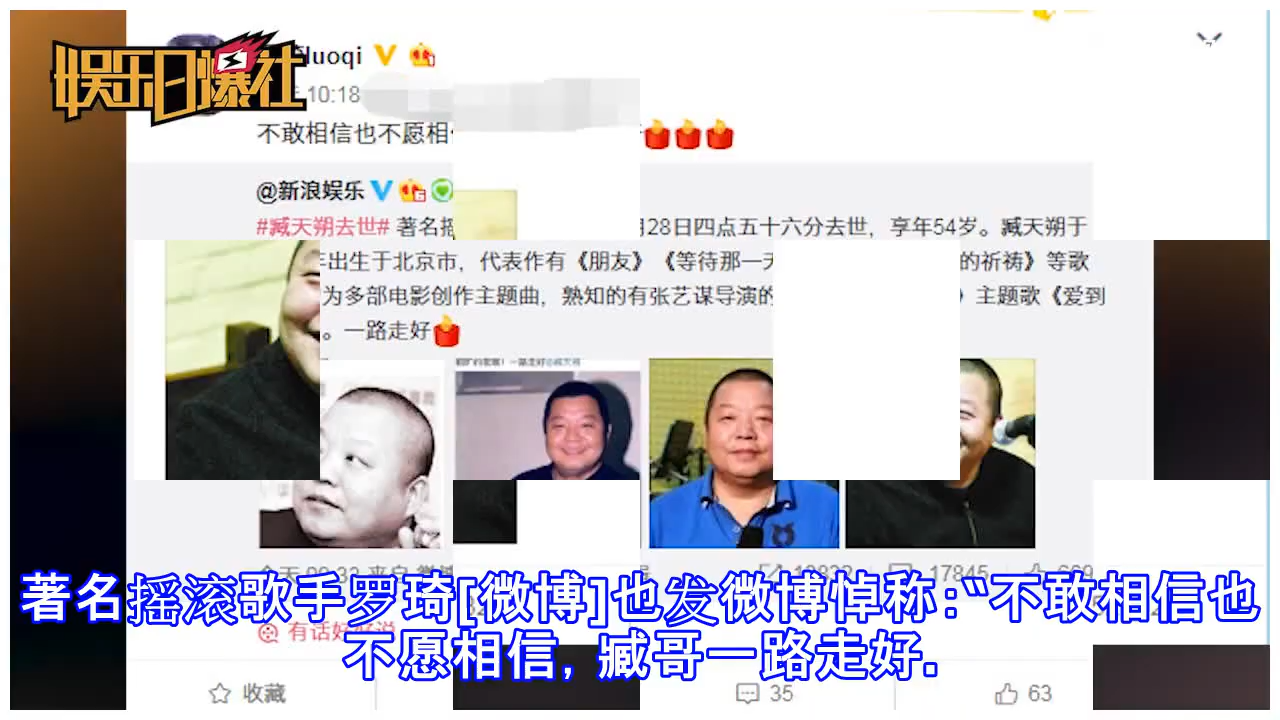 娱乐日爆社
luoqi
10:18
不敢相信也不愿相
@新浪娱乐
#臧天朔去世# 著名摇
28日四点五十六分去世，享年54岁。臧天朔于
年出生于北京市，代表作有《朋友》《等待那一天
的祈祷》等歌
为多部电影创作主题曲，熟知的有张艺谋导演的
》主题歌《爱到
。一路走好
17845
著名摇滚歌手罗琦[微博]也发微博悼称:“不敢相信也
有话好好说
不愿相信, 臧哥一路走好.
收藏
35
63